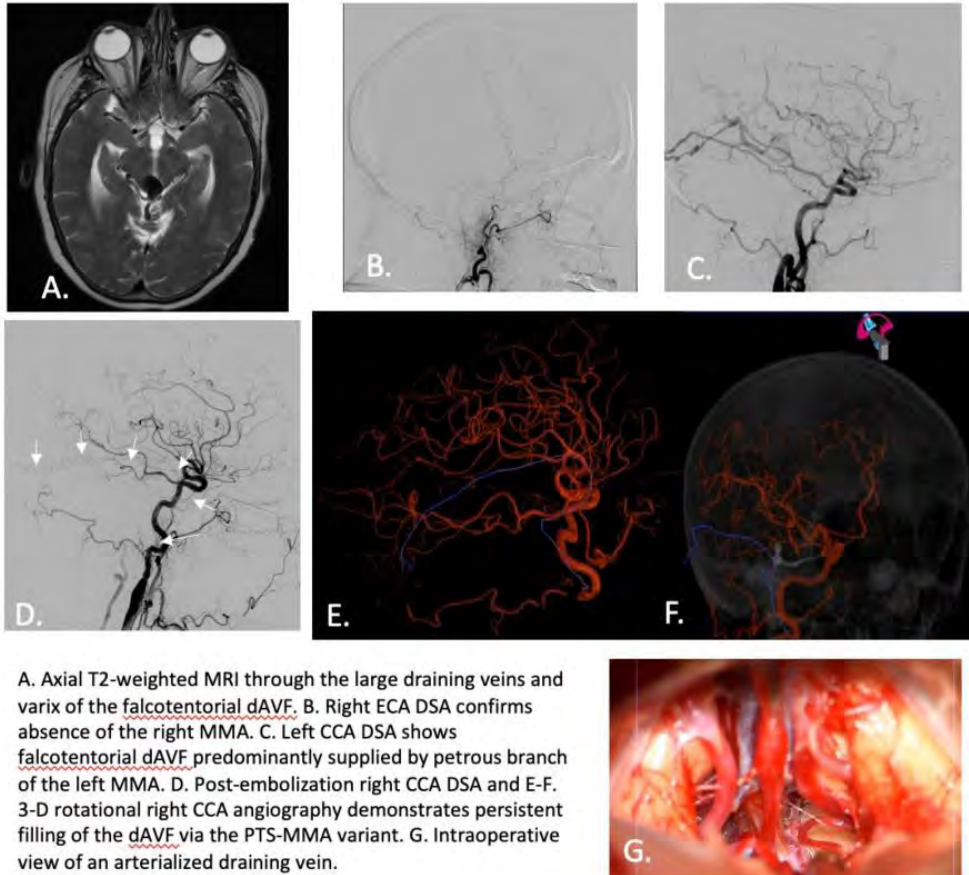 A.
B.
C.
D.
E.
F.
A. Axial T2-weighted MRI through the large draining veins and
varix of the falcotentorial dAVF. B. Right ECA DSA confirms
absence of the right MMA. C. Left CCA DSA shows
falcotentorial dAVF predominantly supplied by petrous branch
of the left MMA. D. Post-embolization right CCA DSA and E-F.
3-D rotational right CCA angiography demonstrates persistent
filling of the dAVF via the PTS-MMA variant. G. Intraoperative
view of an arterialized draining vein.
G.